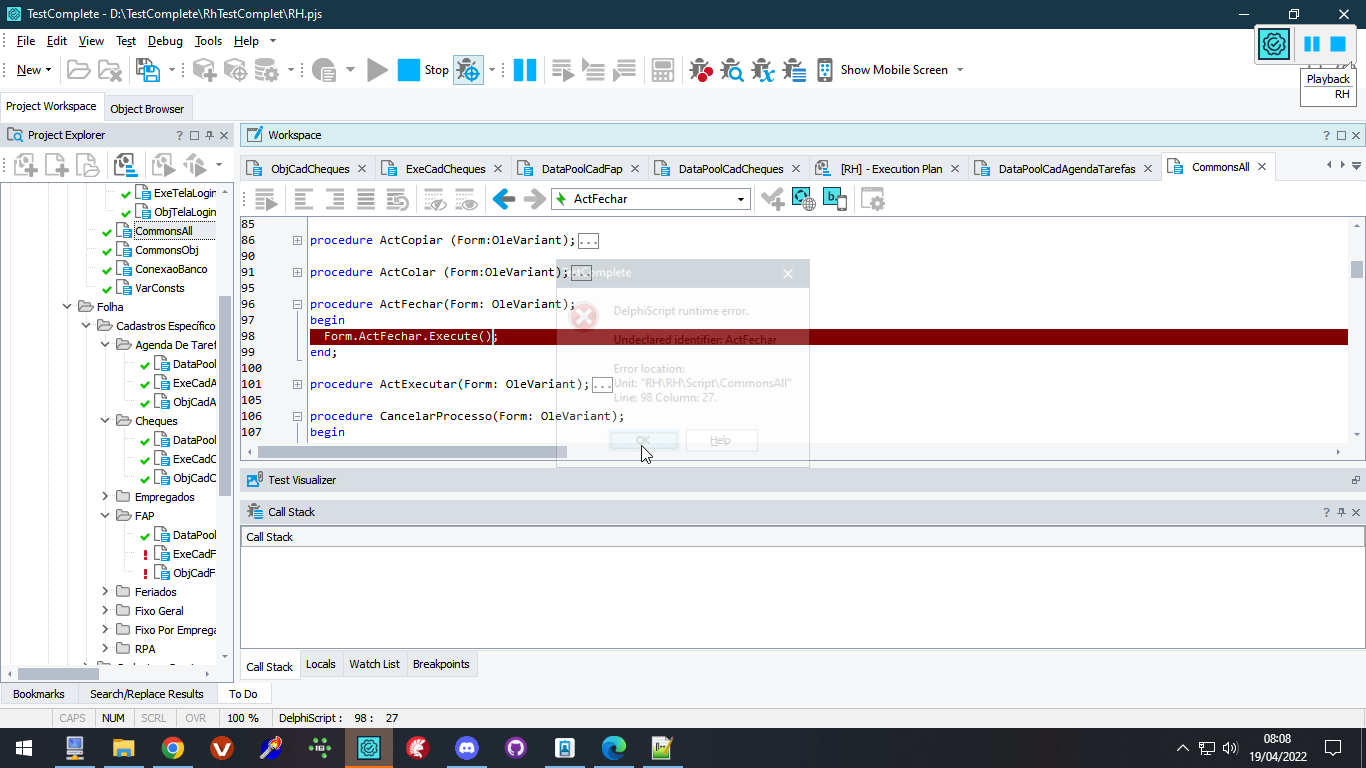 TestComplete - D:\TestComplete\RhTestComplet\RH.pjs
File Edit View Test Debug Tools Help
New Stop Show Mobile Screen
Playback
RH
Project Workspace Object Browser
Project Explorer ? Workspace ?
ObjCadCheques ExeCadCheques DataPoolCadFap DataPoolCadCheques [RH] - Execution Plan DataPoolCadAgendaTarefas CommonsAll
ActFechar
ExeTelaLogin
ObjTelaLogin
CommonsAll
CommonsObj
ConexaoBanco
VarConsts
Folha
Cadastros Específico
Agenda De Taref
DataPool
ExeCadA
ObjCadA
Cheques
DataPool
ExeCadC
ObjCadC
Empregados
FAP
DataPool
ExeCadF
ObjCadF
Feriados
Fixo Geral
Fixo Por Emprega
RPA
85
86 procedure ActCopiar (Form:OleVariant);...
90
91 procedure ActColar (Form:OleVariant);...
95
96 procedure ActFechar(Form: OleVariant);
97 begin
98 Form.ActFechar.Execute();
99 end;
100
101 procedure ActExecutar(Form: OleVariant);...
105
106 procedure CancelarProcesso(Form: OleVariant);
107 begin
DelphiScript runtime error.
Undeclared identifier: ActFechar
Error location:
Unit: "RH\RH\Script\CommonsAll"
Line: 98 Column: 27.
OK Help
Test Visualizer
Call Stack ?
Call Stack
Call Stack Locals Watch List Breakpoints
Bookmarks Search/Replace Results To Do
CAPS NUM SCRL OVR 100 % DelphiScript : 98 : 27
08:08
19/04/2022